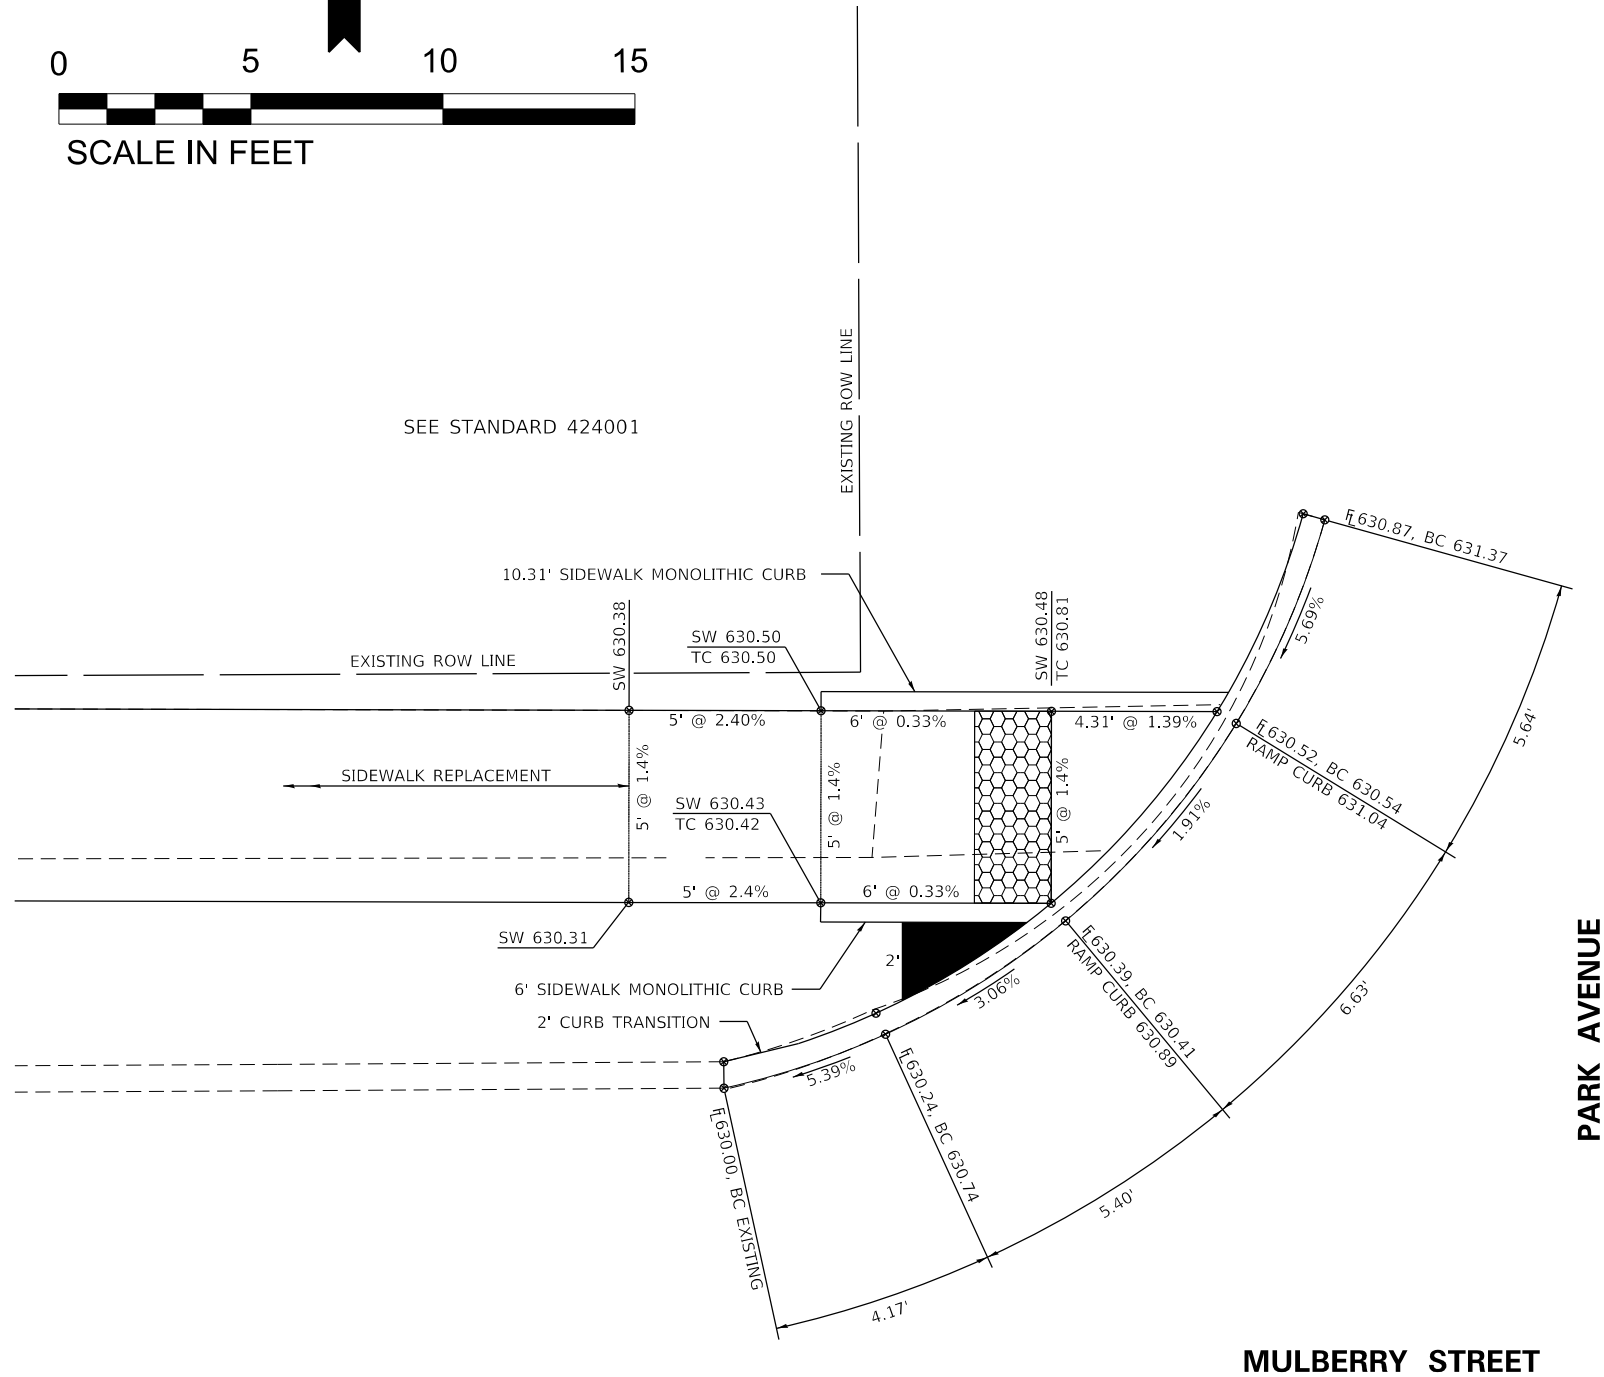 0 5 10 15
SCALE IN FEET
SEE STANDARD 424001
EXISTING ROW LINE
10.31' SIDEWALK MONOLITHIC CURB
EXISTING ROW LINE
SW 630.38
SW 630.50
TC 630.50
SW 630.48
TC 630.81
5' @ 2.40%
6' @ 0.33%
4.31' @ 1.39%
SIDEWALK REPLACEMENT
5' @ 1.4%
5' @ 1.4%
5' @ 1.4%
SW 630.43
TC 630.42
5' @ 2.4%
6' @ 0.33%
SW 630.31
2'
6' SIDEWALK MONOLITHIC CURB
2' CURB TRANSITION
FL 630.87, BC 631.37
5.69%
5.64'
FL 630.52, BC 630.54
RAMP CURB 631.04
1.91%
6.63'
FL 630.39, BC 630.41
RAMP CURB 630.89
3.06%
5.40'
FL 630.24, BC 630.74
5.39%
4.17'
FL 630.00, BC EXISTING
PARK AVENUE
MULBERRY STREET